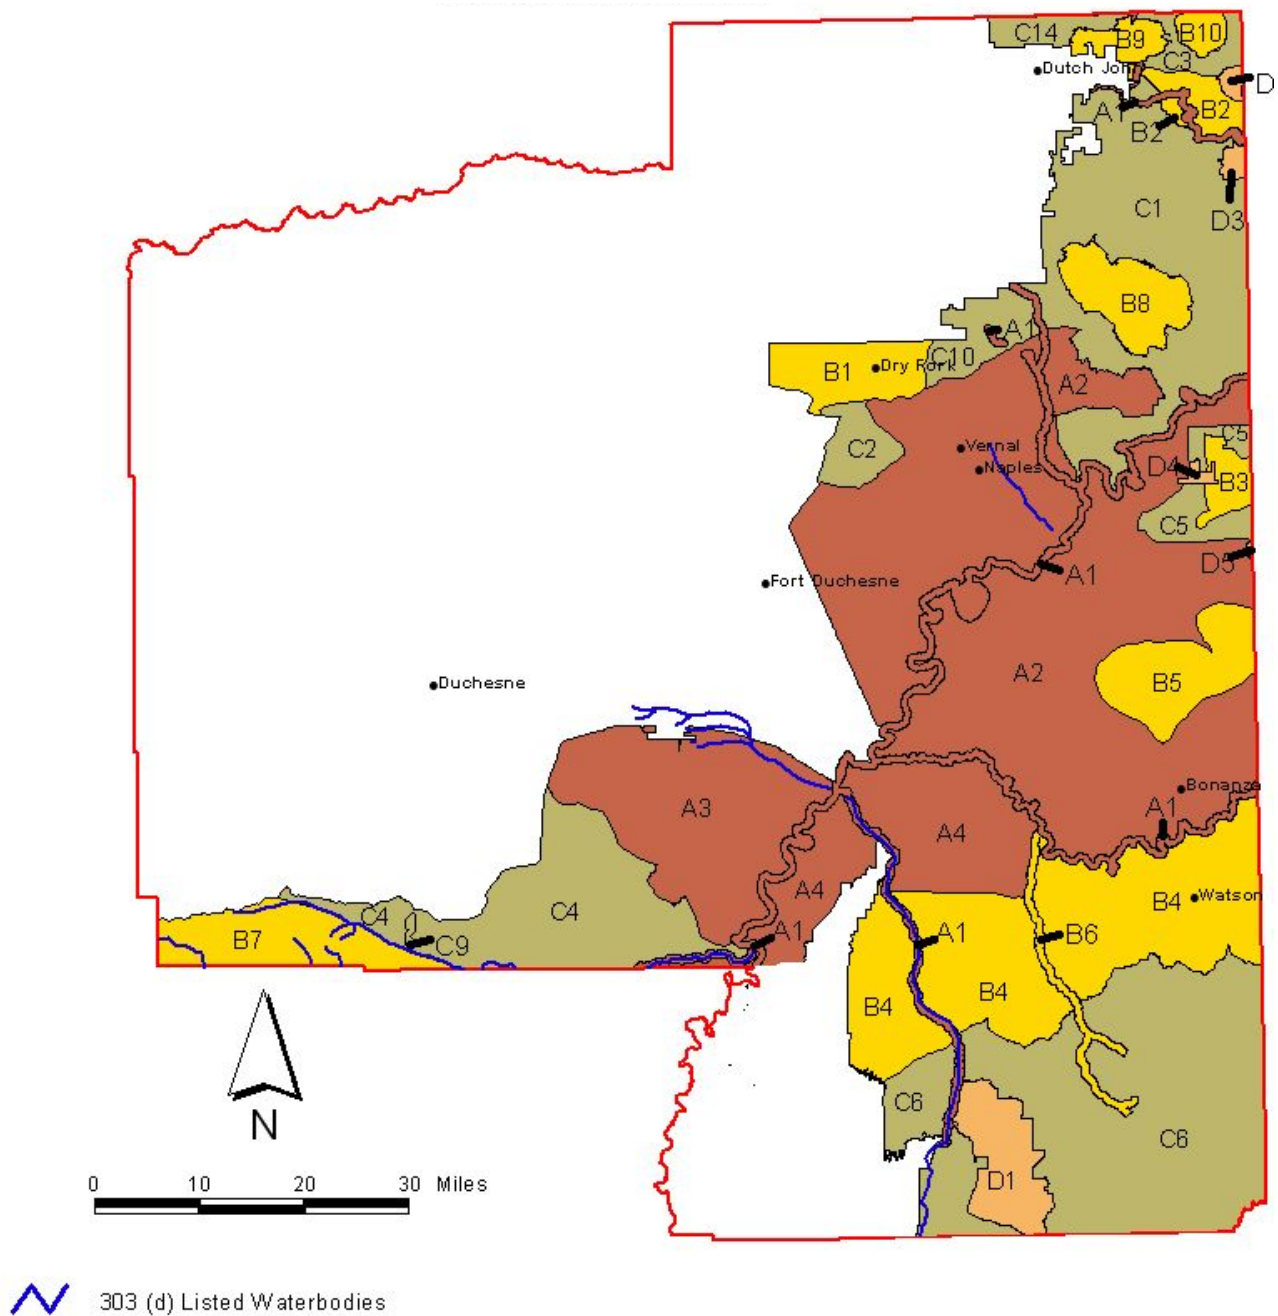 C14
B9
B10
C3
Dutch John
D
A1
B2
B2
C1
D3
B8
A1
C10
B1
Dry Fork
A2
C2
Vernal
C5
Naples
D4
B3
C5
D5
A1
Fort Duchesne
A2
B5
Duchesne
Bonanza
A3
A1
A4
A4
B4
Watson
C4
C4
B7
C9
A1
A1
B6
B4
B4
C6
C6
D1
N
0 10 20 30 Miles
303 (d) Listed Waterbodies